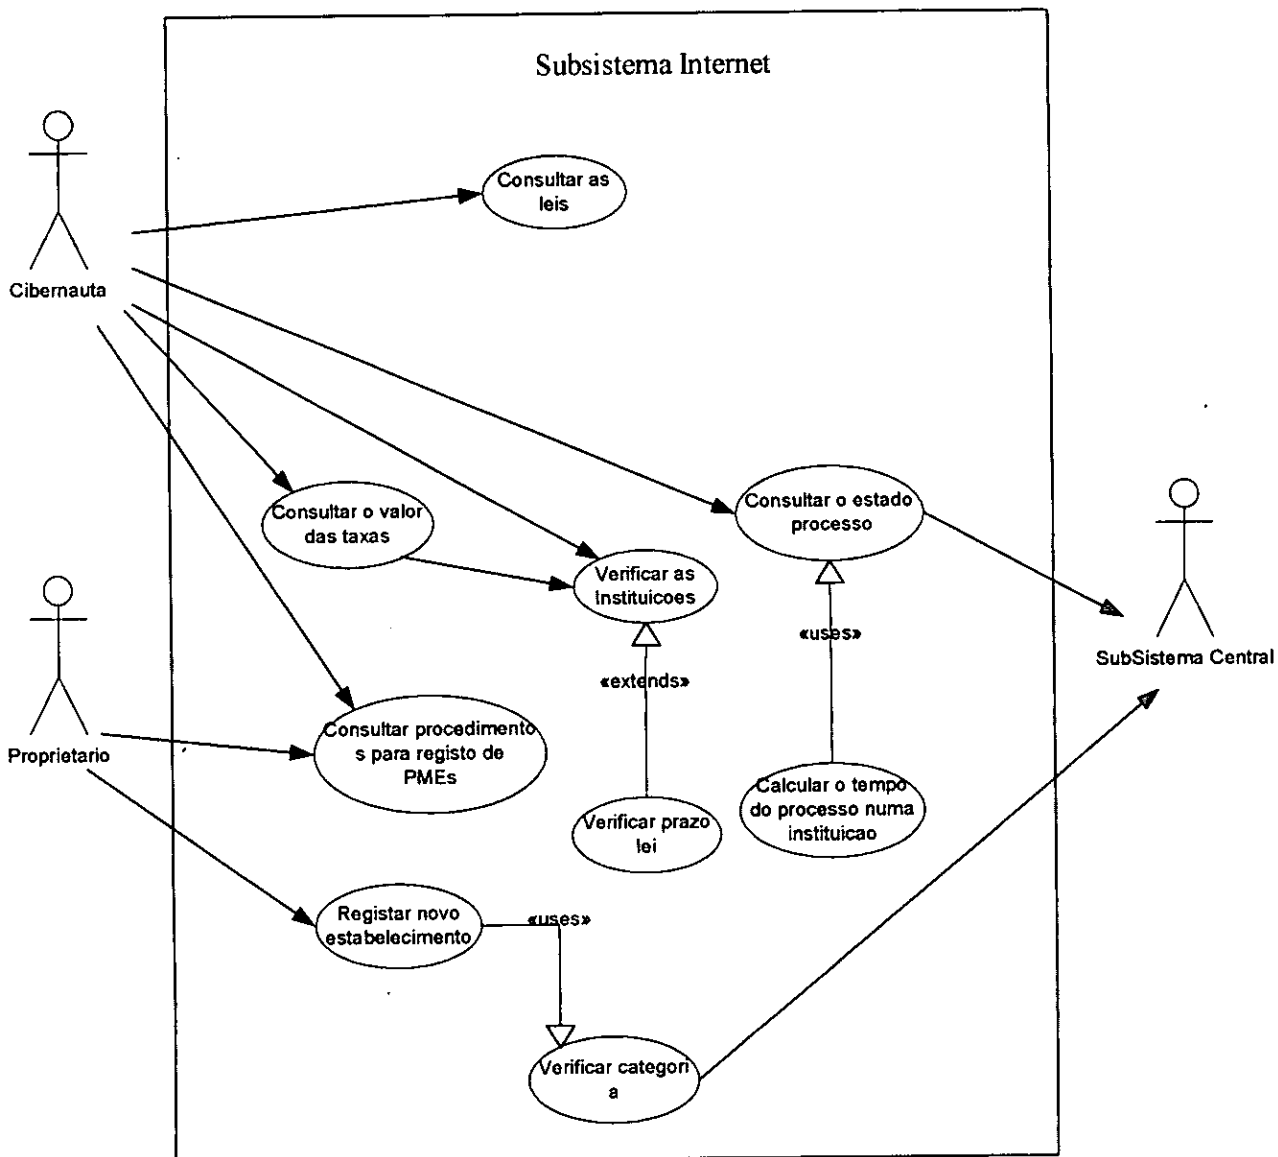 Subsistema Internet
Consultar as
leis
Cibernauta
Consultar o valor
das taxas
Consultar o estado
processo
Verificar as
Instituicoes
«uses»
SubSistema Central
«extends»
Consultar procedimento
s para registo de
PMEs
Proprietario
Calcular o tempo
do processo numa
instituicao
Verificar prazo
lei
Registar novo
estabelecimento
«uses»
Verificar categori
a